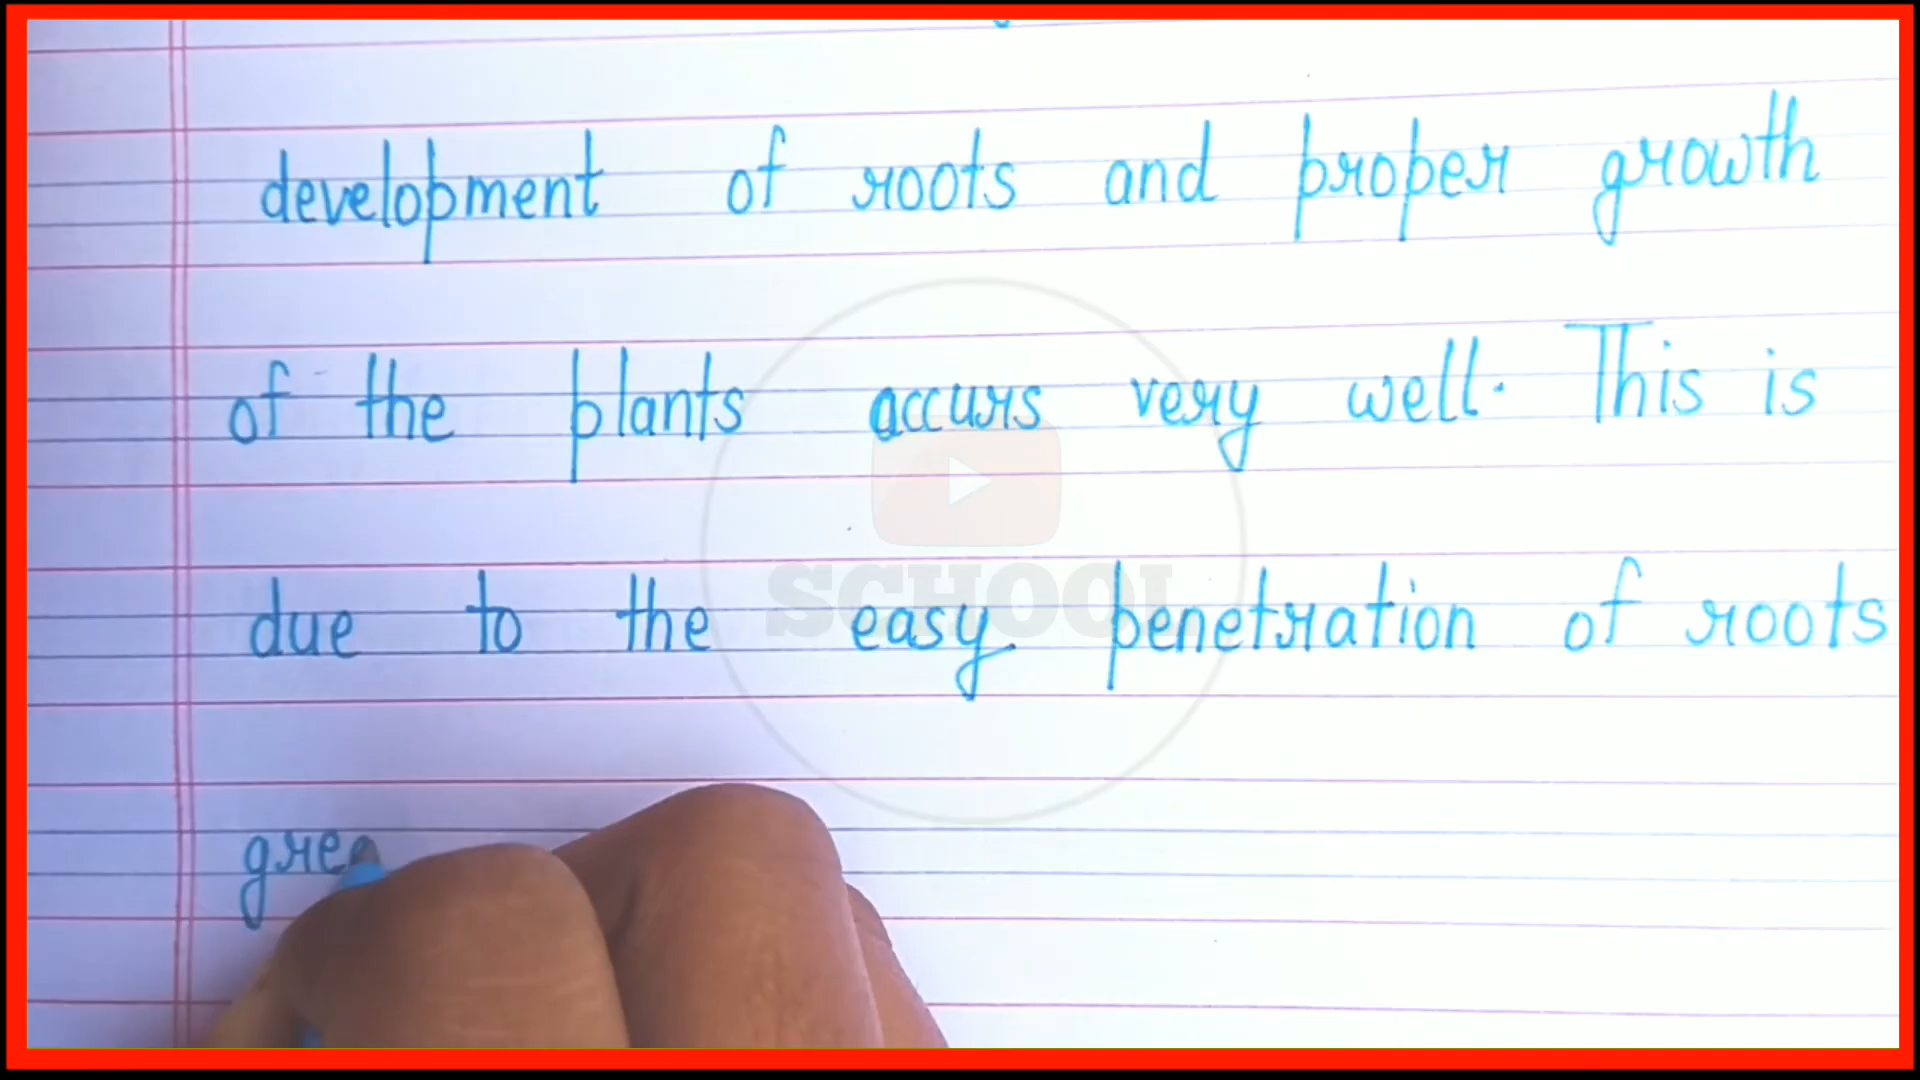 development of roots and proper growth
of the plants accurs very well. This is
due to the easy penetration of roots
SCHOOL